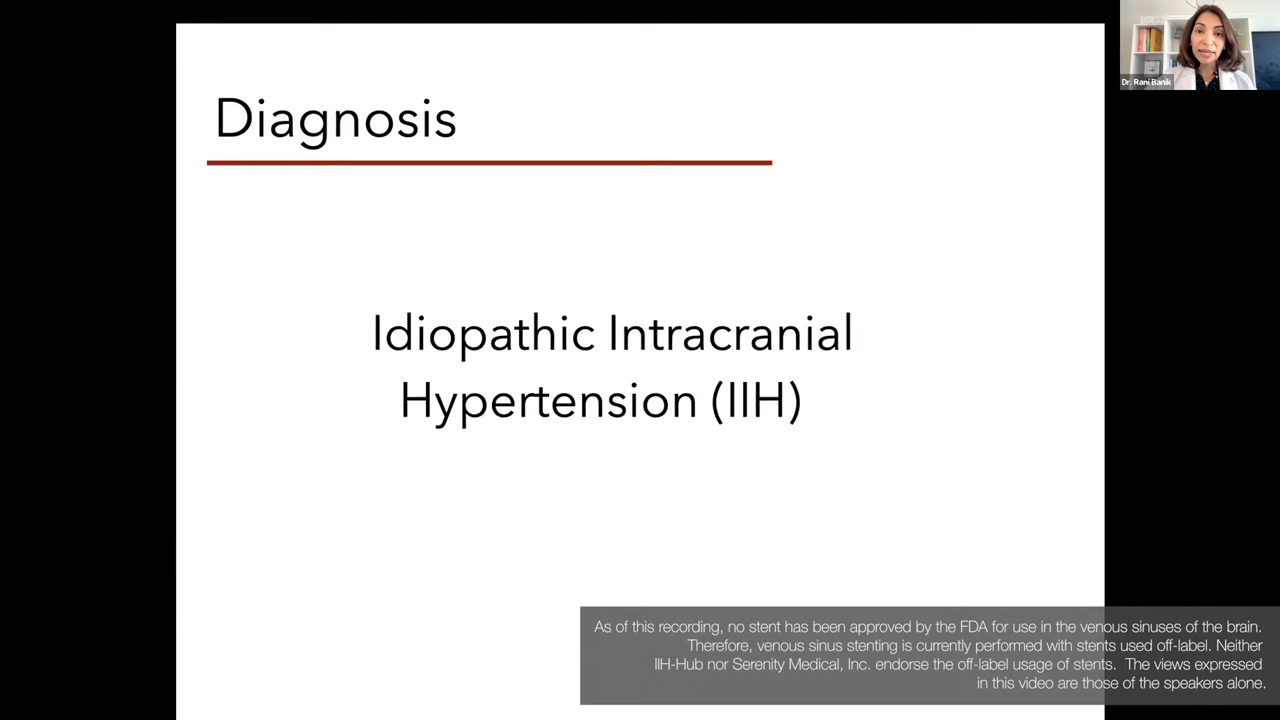 Diagnosis
Idiopathic Intracranial
Hypertension (IIH)
Dr. Rani Banik
As of this recording, no stent has been approved by the FDA for use in the venous sinuses of the brain.
Therefore, venous sinus stenting is currently performed with stents used off-label. Neither
IIH-Hub nor Serenity Medical, Inc. endorse the off-label usage of stents.  The views expressed
in this video are those of the speakers alone.